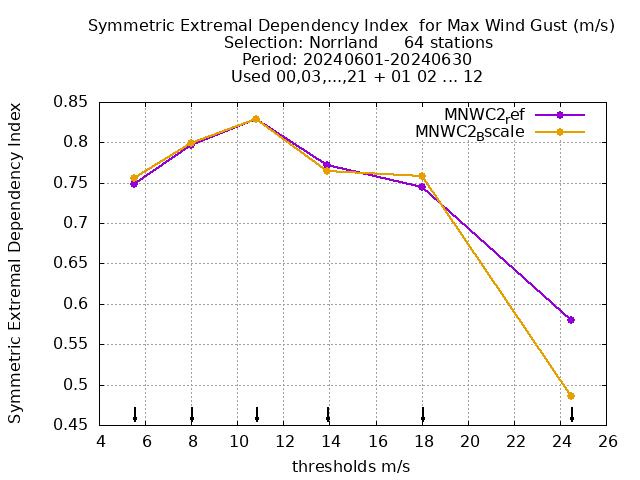 Symmetric Extremal Dependency Index  for Max Wind Gust (m/s)
Selection: Norrland     64 stations
Period: 20240601-20240630
Used 00,03,...,21 + 01 02 ... 12
MNWC2ref
MNWC2Bscale
Symmetric Extremal Dependency Index
0.85
0.8
0.75
0.7
0.65
0.6
0.55
0.5
0.45
4 6 8 10 12 14 16 18 20 22 24 26
thresholds m/s